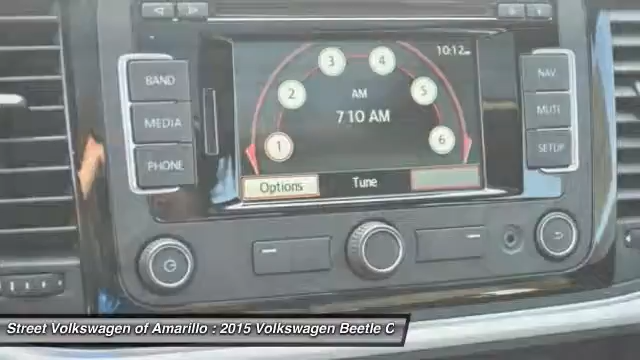 10:12
BAND
MEDIA
PHONE
NAV
MUTE
SETUP
1 2 3 4 5 6
AM
710 AM
Options Tune
Street Volkswagen of Amarillo : 2015 Volkswagen Beetle C